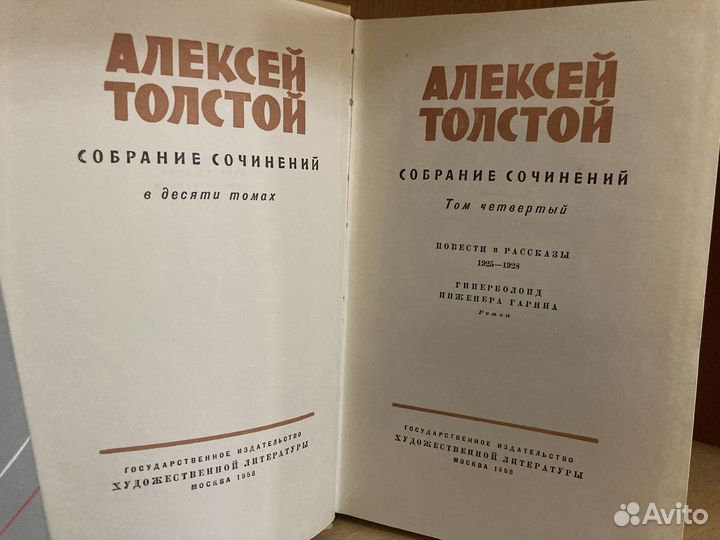 АЛЕКСЕЙ
ТОЛСТОЙ
СОБРАНИЕ СОЧИНЕНИЙ
в десяти томах
ГОСУДАРСТВЕННОЕ ИЗДАТЕЛЬСТВО
ХУДОЖЕСТВЕННОЙ ЛИТЕРАТУРЫ
МОСКВА 1958
АЛЕКСЕЙ
ТОЛСТОЙ
СОБРАНИЕ СОЧИНЕНИЙ
Том четвертый
ПОВЕСТИ и РАССКАЗЫ
1925—1928
ГИПЕРБОЛОИД
ИНЖЕНЕРА ГАРИНА
Роман
ГОСУДАРСТВЕННОЕ ИЗДАТЕЛЬСТВО
ХУДОЖЕСТВЕННОЙ ЛИТЕРАТУРЫ
МОСКВА 1958
Avito